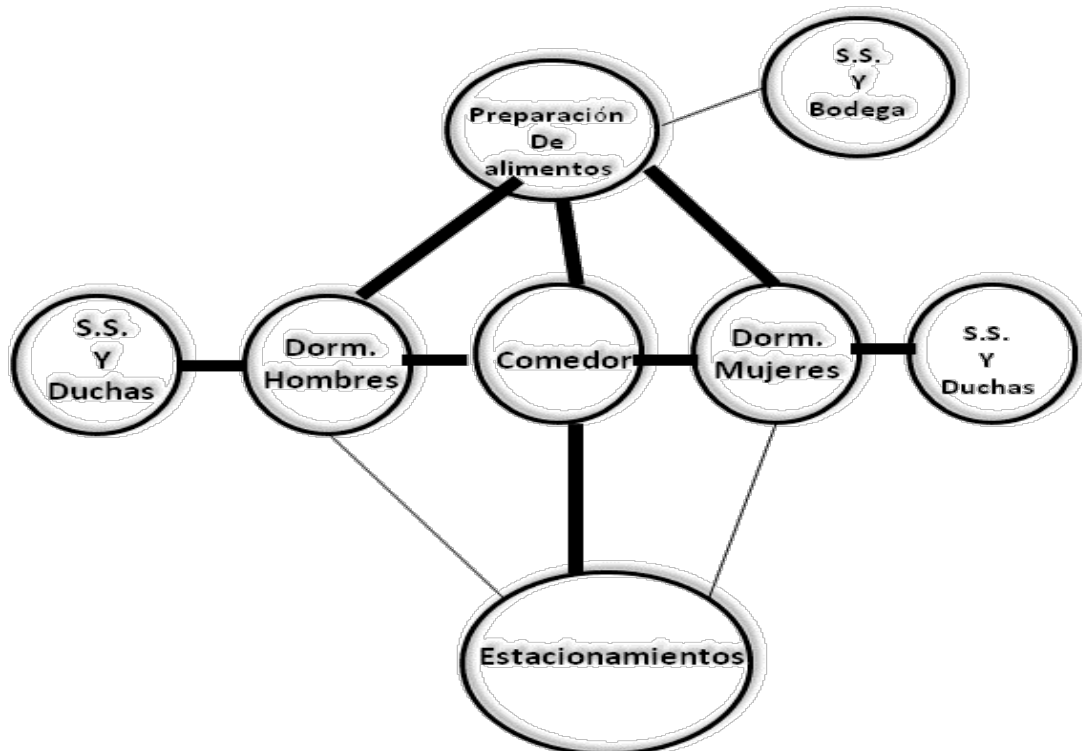 S.S.
Y
Bodega
Preparación
De
alimentos
S.S.
Y
Duchas
Dorm.
Hombres
Comedor
Dorm.
Mujeres
S.S.
Y
Duchas
Estacionamientos